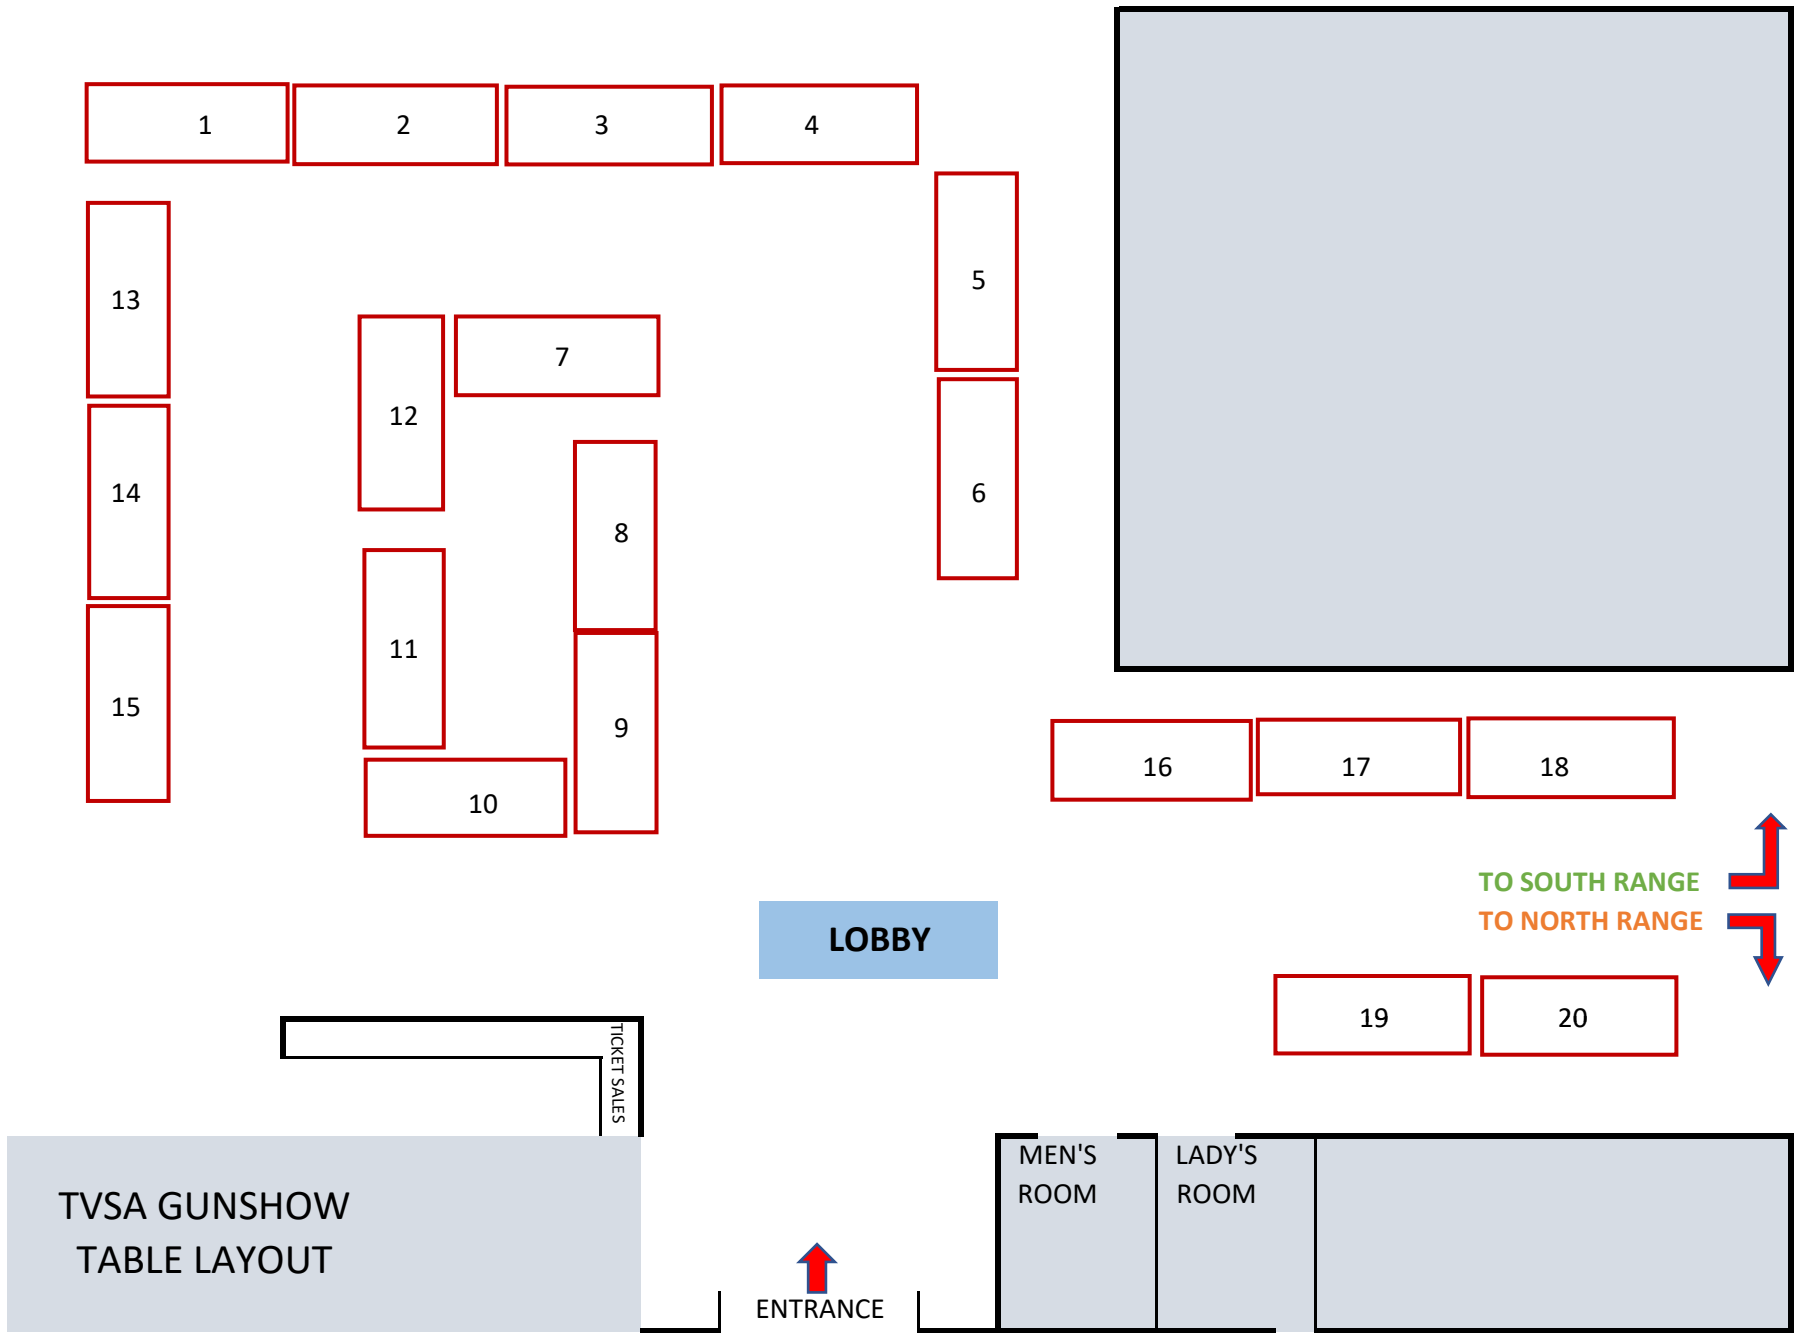 1
2
3
4
5
13
7
12
14
6
8
11
15
9
16
17
18
10
TO SOUTH RANGE
TO NORTH RANGE
LOBBY
19
20
TICKET SALES
MEN'S
ROOM
LADY'S
ROOM
TVSA GUNSHOW
TABLE LAYOUT
ENTRANCE